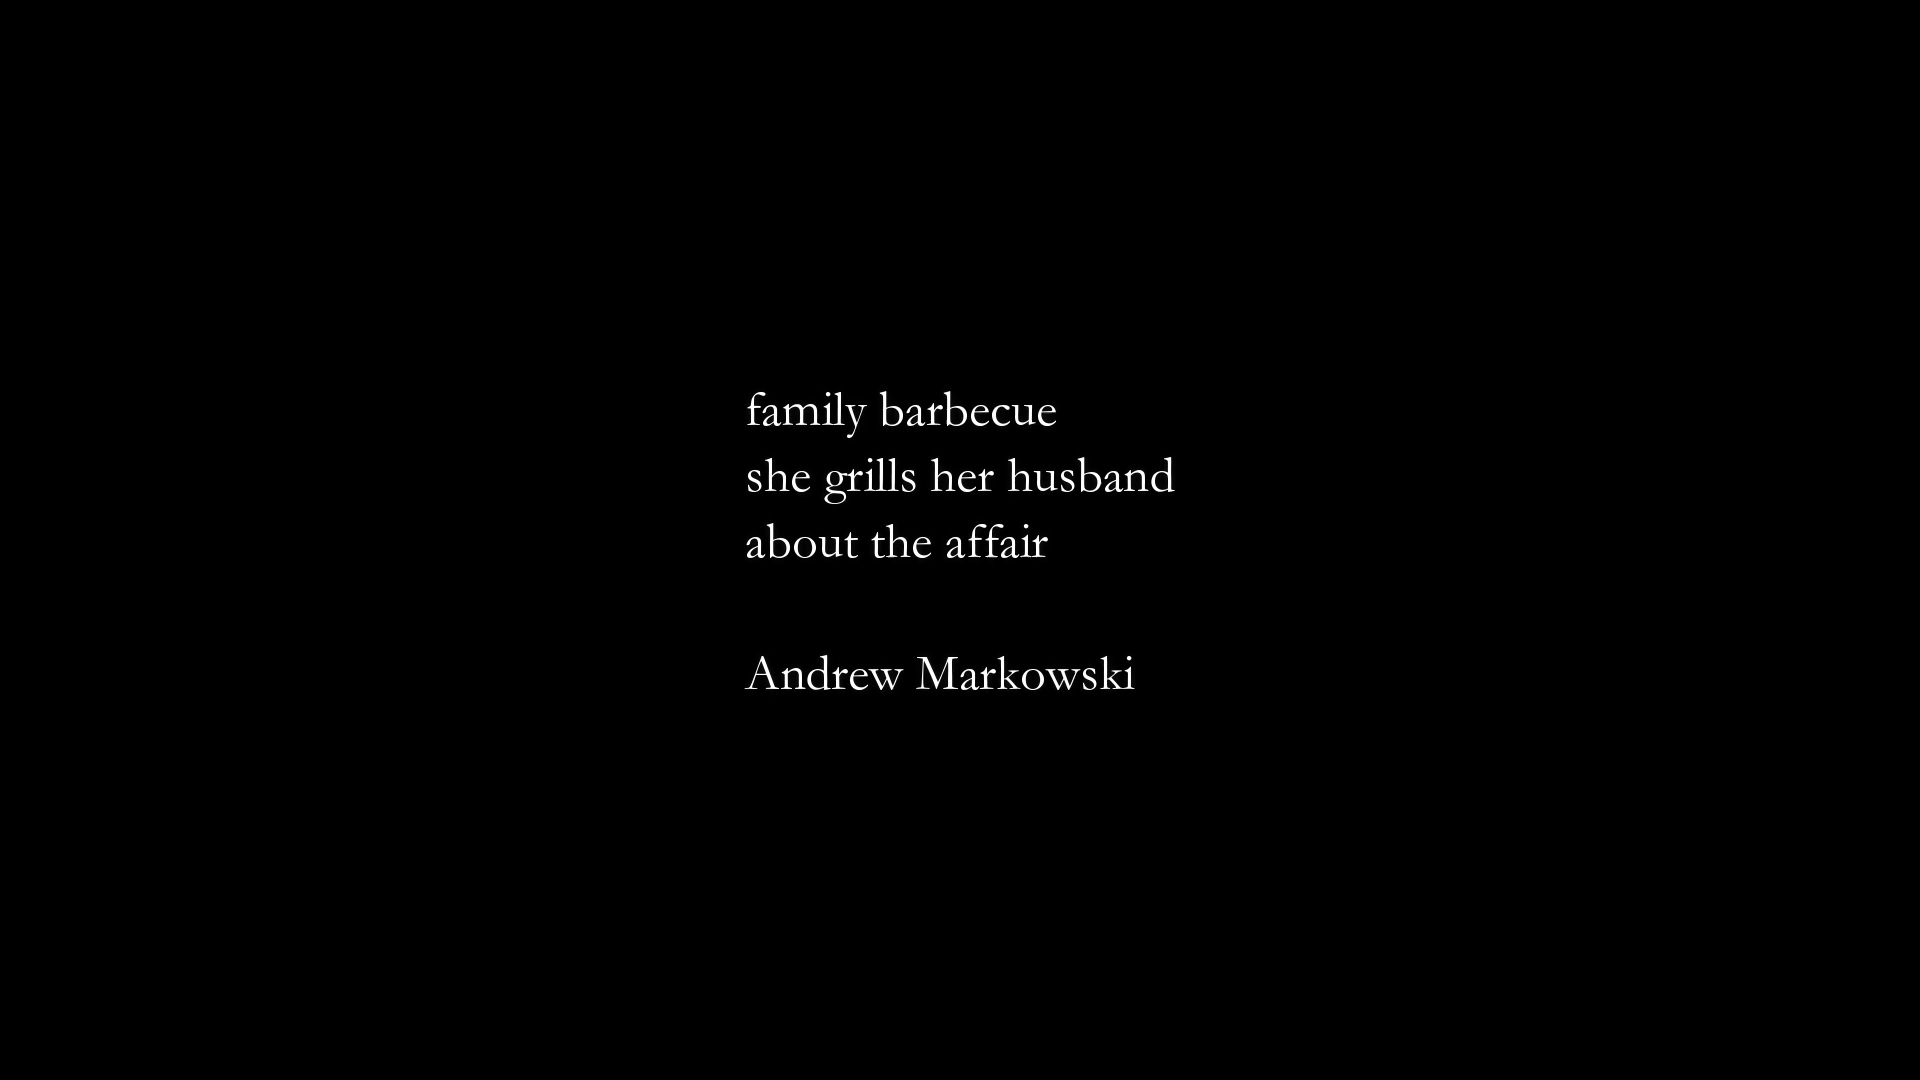 family barbecue
she grills her husband
about the affair
Andrew Markowski